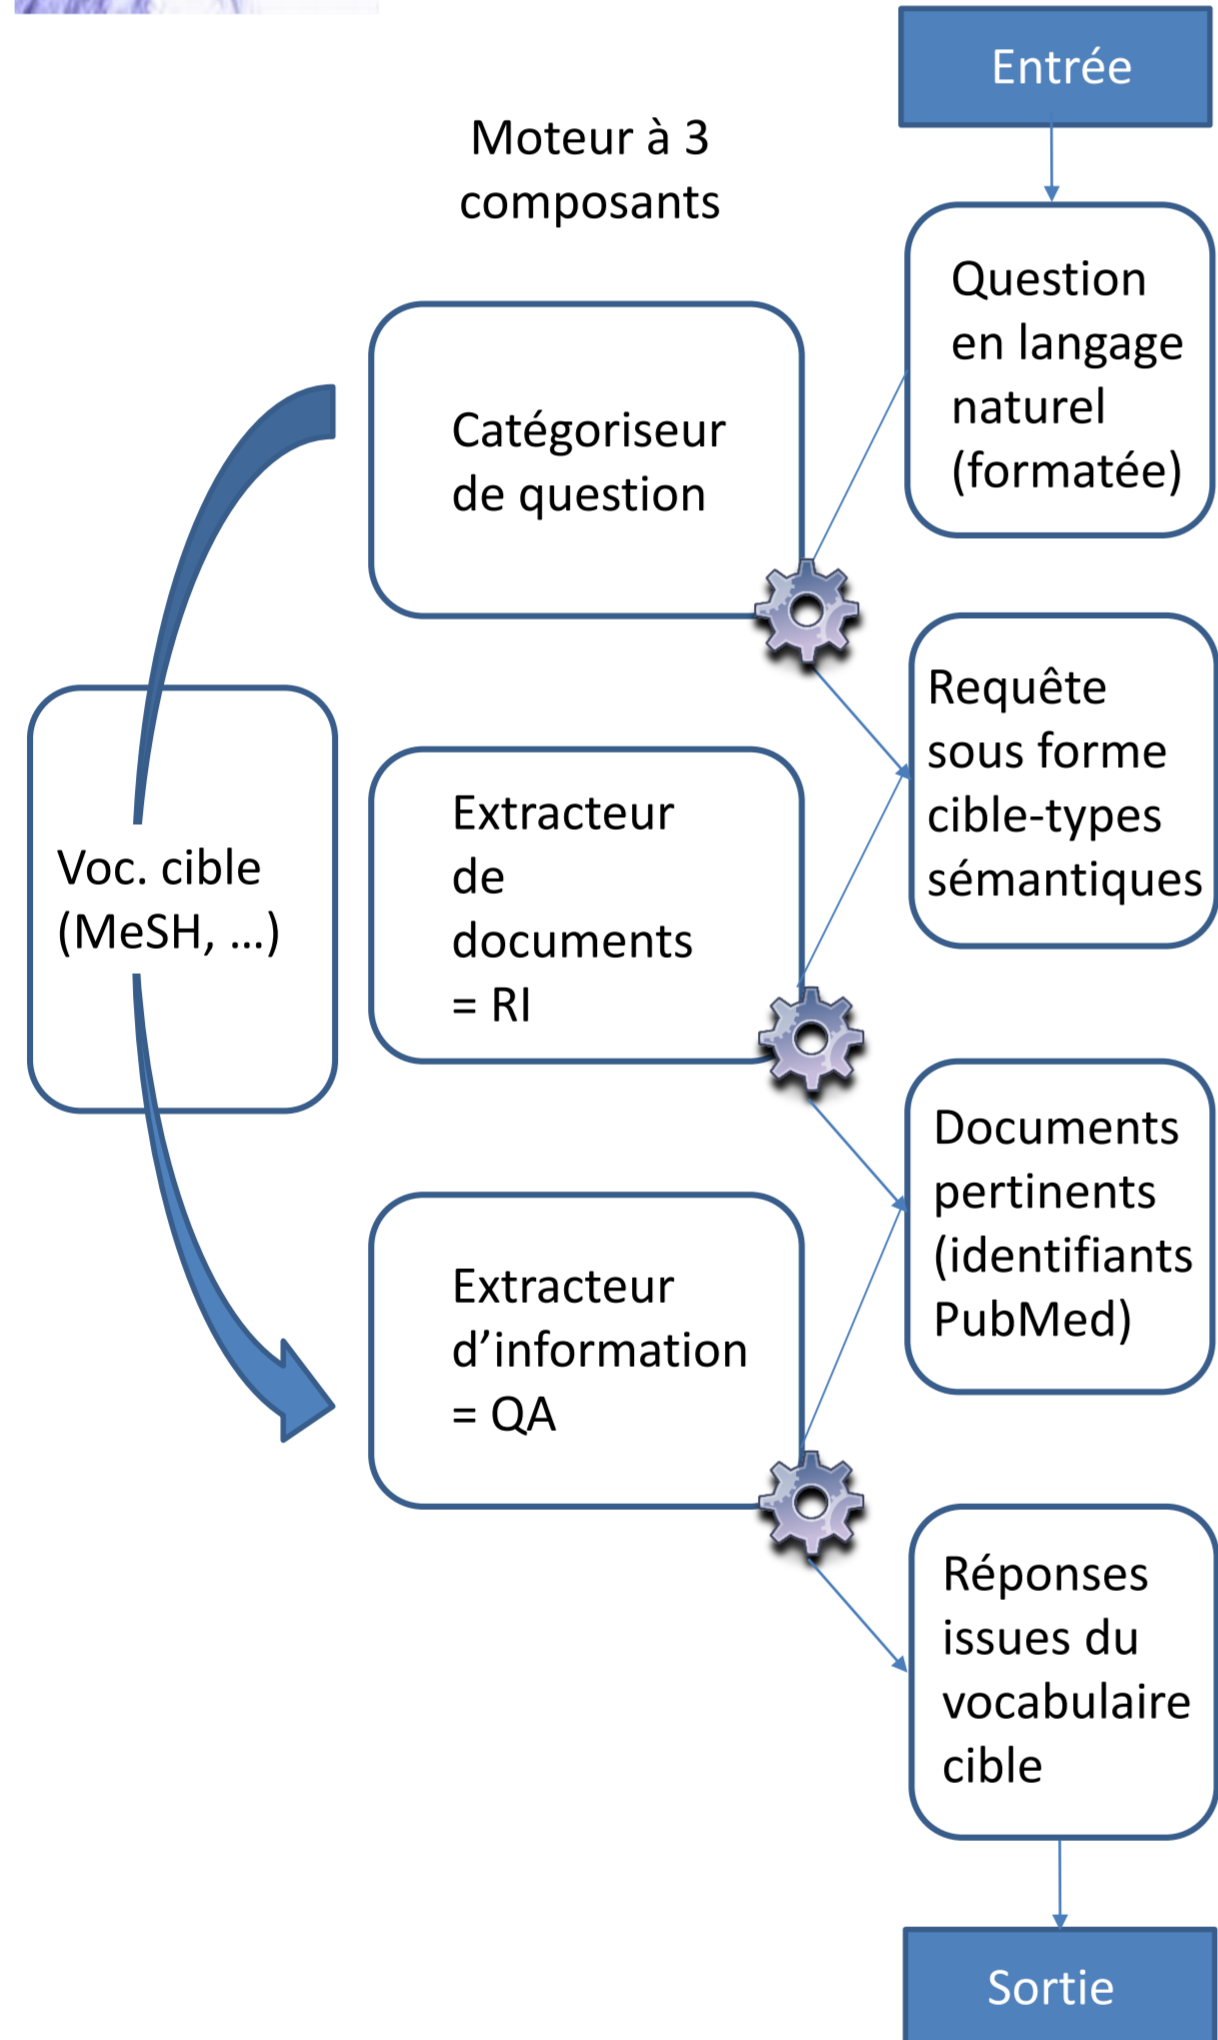 Entrée
Moteur à 3
composants
Question
en langage
naturel
(formatée)
Catégoriseur
de question
Requête
sous forme
cible-types
sémantiques
Voc. cible
(MeSH, ...)
Extracteur
de
documents
= RI
Documents
pertinents
(identifiants
PubMed)
Extracteur
d’information
= QA
Réponses
issues du
vocabulaire
cible
Sortie